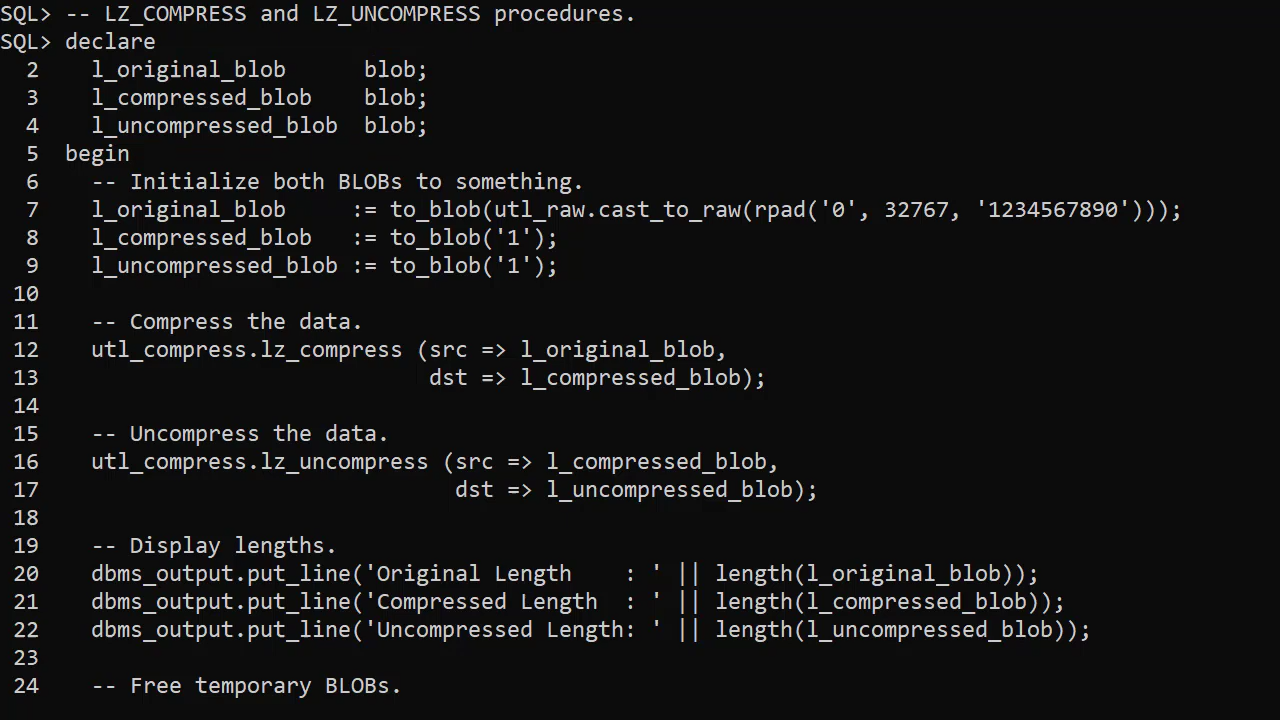 SQL> -- LZ_COMPRESS and LZ_UNCOMPRESS procedures.
SQL> declare
  2    l_original_blob      blob;
  3    l_compressed_blob    blob;
  4    l_uncompressed_blob  blob;
  5  begin
  6    -- Initialize both BLOBs to something.
  7    l_original_blob     := to_blob(utl_raw.cast_to_raw(rpad('0', 32767, '1234567890')));
  8    l_compressed_blob   := to_blob('1');
  9    l_uncompressed_blob := to_blob('1');
 10
 11    -- Compress the data.
 12    utl_compress.lz_compress (src => l_original_blob,
 13                              dst => l_compressed_blob);
 14
 15    -- Uncompress the data.
 16    utl_compress.lz_uncompress (src => l_compressed_blob,
 17                                dst => l_uncompressed_blob);
 18
 19    -- Display lengths.
 20    dbms_output.put_line('Original Length    : ' || length(l_original_blob));
 21    dbms_output.put_line('Compressed Length  : ' || length(l_compressed_blob));
 22    dbms_output.put_line('Uncompressed Length: ' || length(l_uncompressed_blob));
 23
 24    -- Free temporary BLOBs.